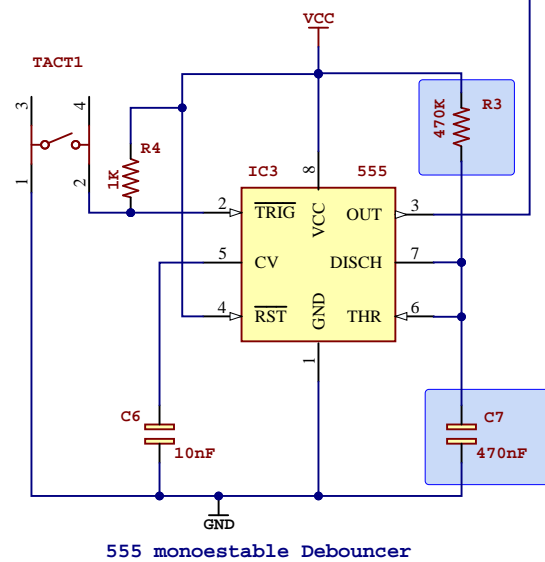 VCC
TACT1
3
4
R4
1K
1
2
470K
R3
IC3
8
555
2
TRIG
VCC
OUT
3
5
CV
DISCH
7
4
RST
GND
THR
6
1
C6
10nF
C7
470nF
GND
555 monoestable Debouncer